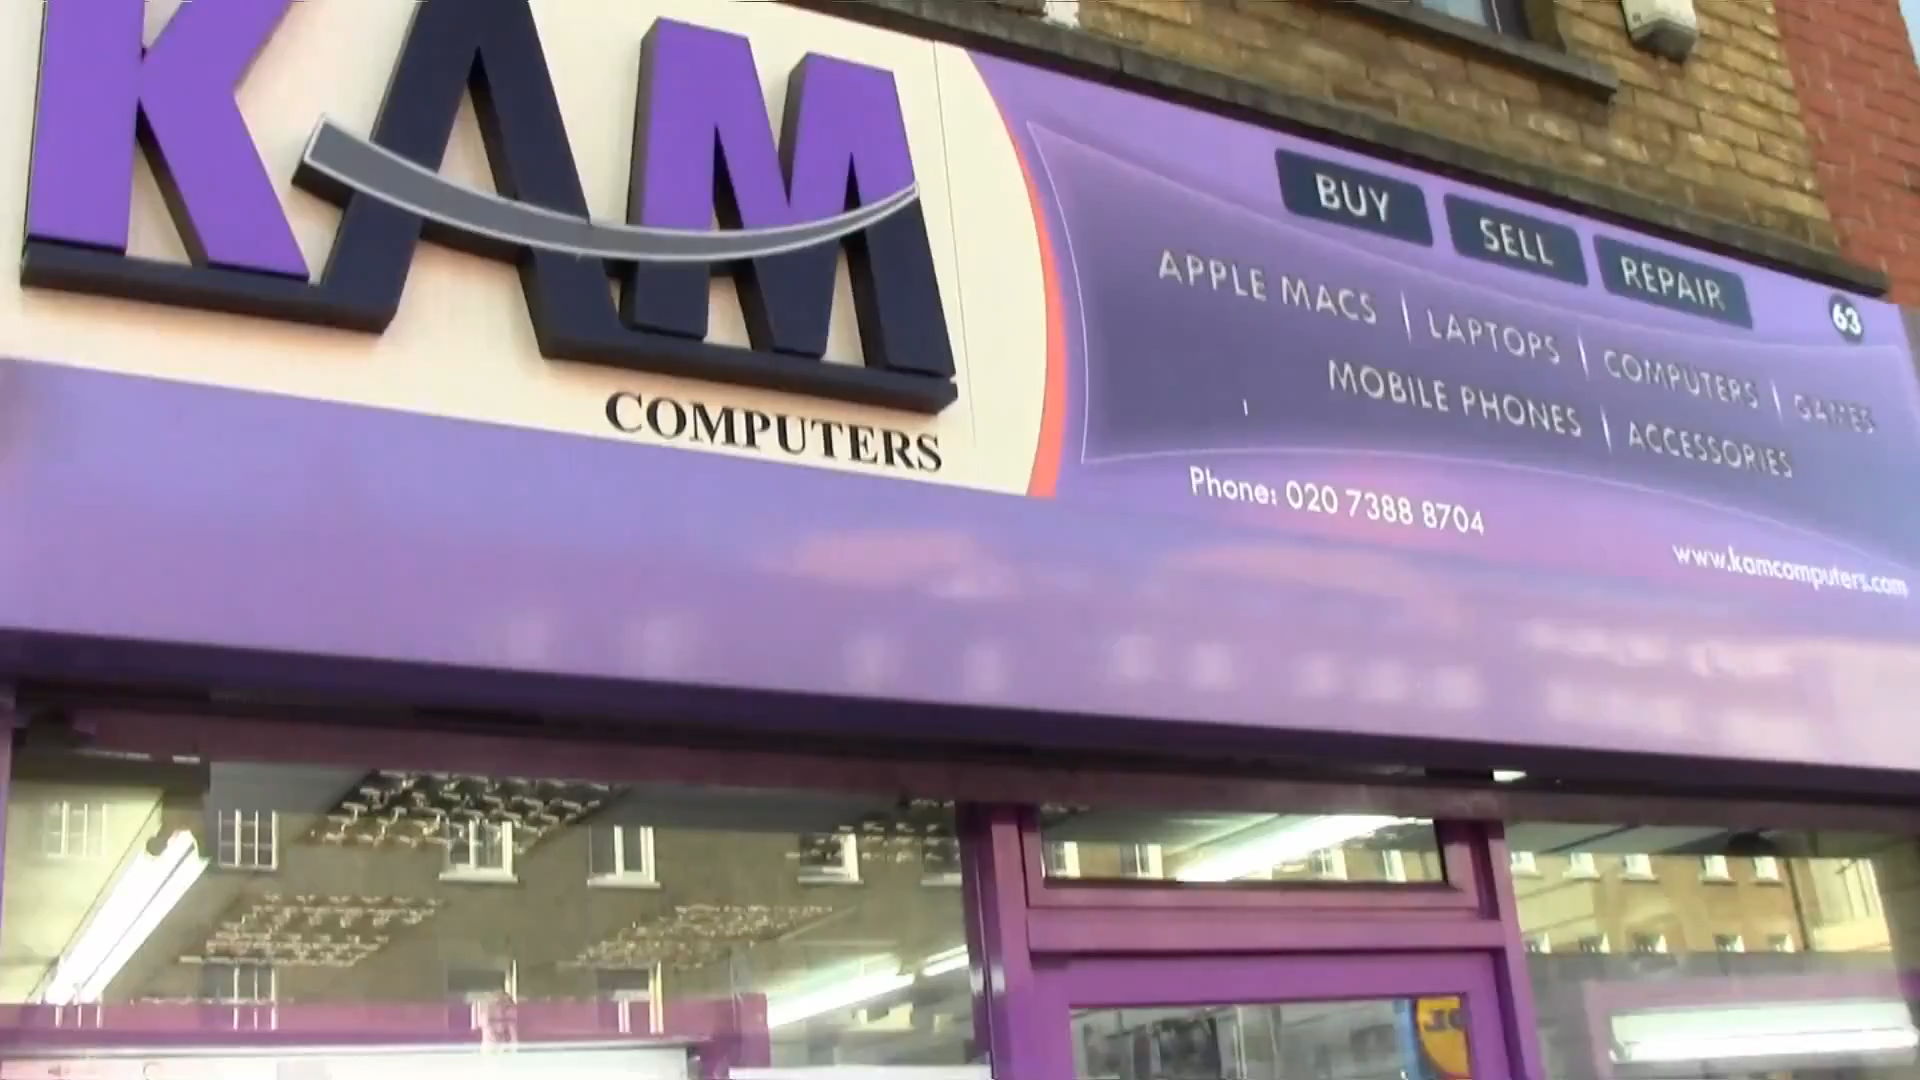 KAM
COMPUTERS
BUY SELL REPAIR
63
APPLE MACS | LAPTOPS | COMPUTERS | GAMES
MOBILE PHONES | ACCESSORIES
Phone: 020 7388 8704
www.kamcomputers.com